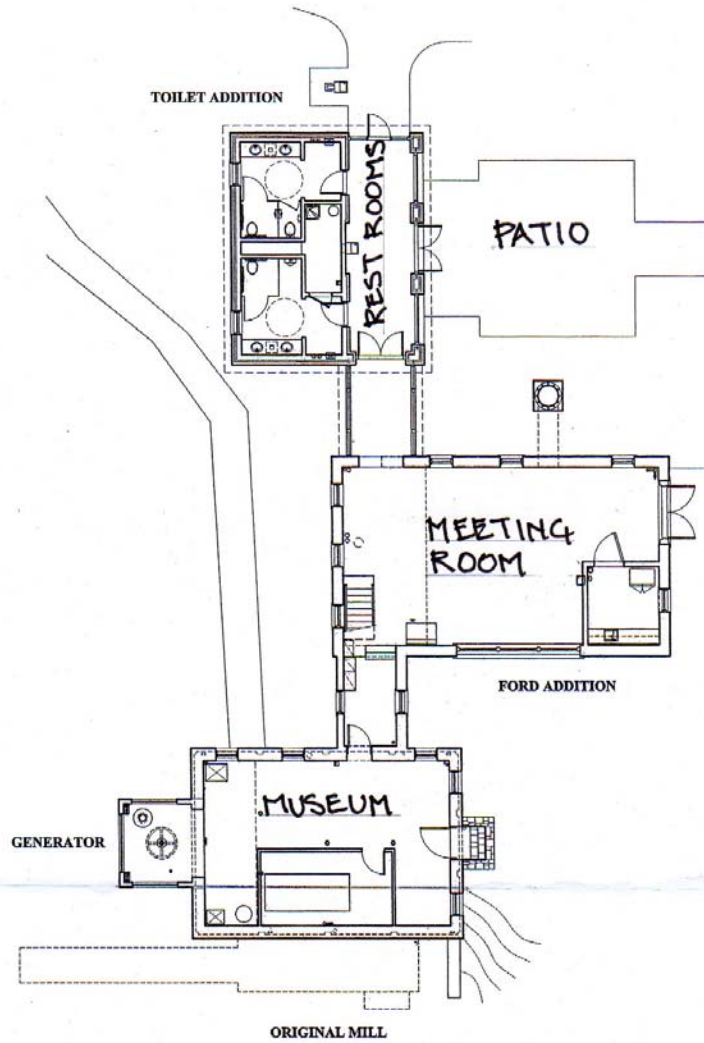 TOILET ADDITION
REST ROOMS
PATIO
MEETING
ROOM
FORD ADDITION
MUSEUM
GENERATOR
ORIGINAL MILL